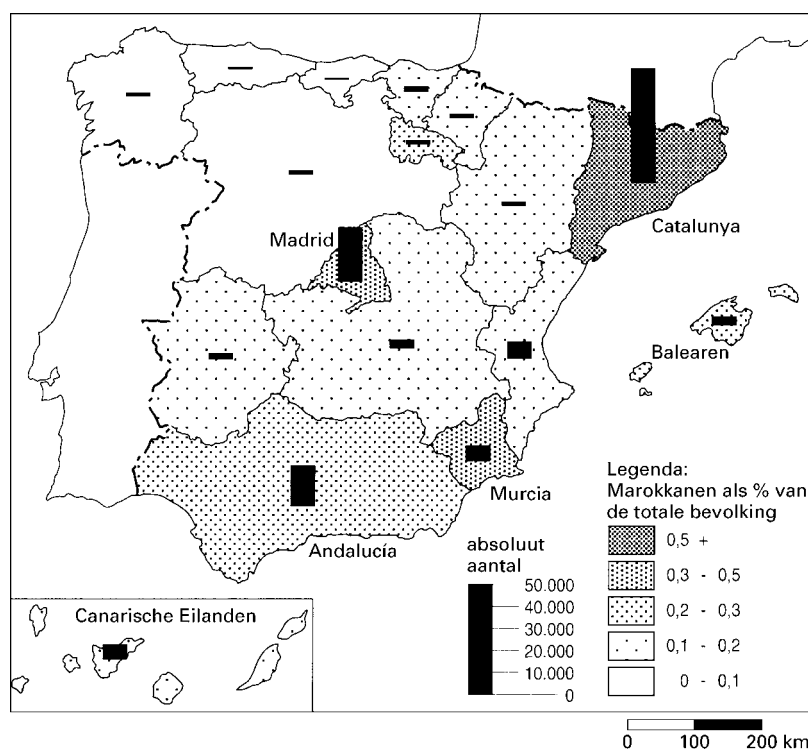 Madrid
Catalunya
Balearen
Murcia
Andalucía
Canarische Eilanden
absoluut
aantal
50.000
40.000
30.000
20.000
10.000
0
Legenda:
Marokkanen als % van
de totale bevolking
0,5 +
0,3 - 0,5
0,2 - 0,3
0,1 - 0,2
0 - 0,1
0 100 200 km